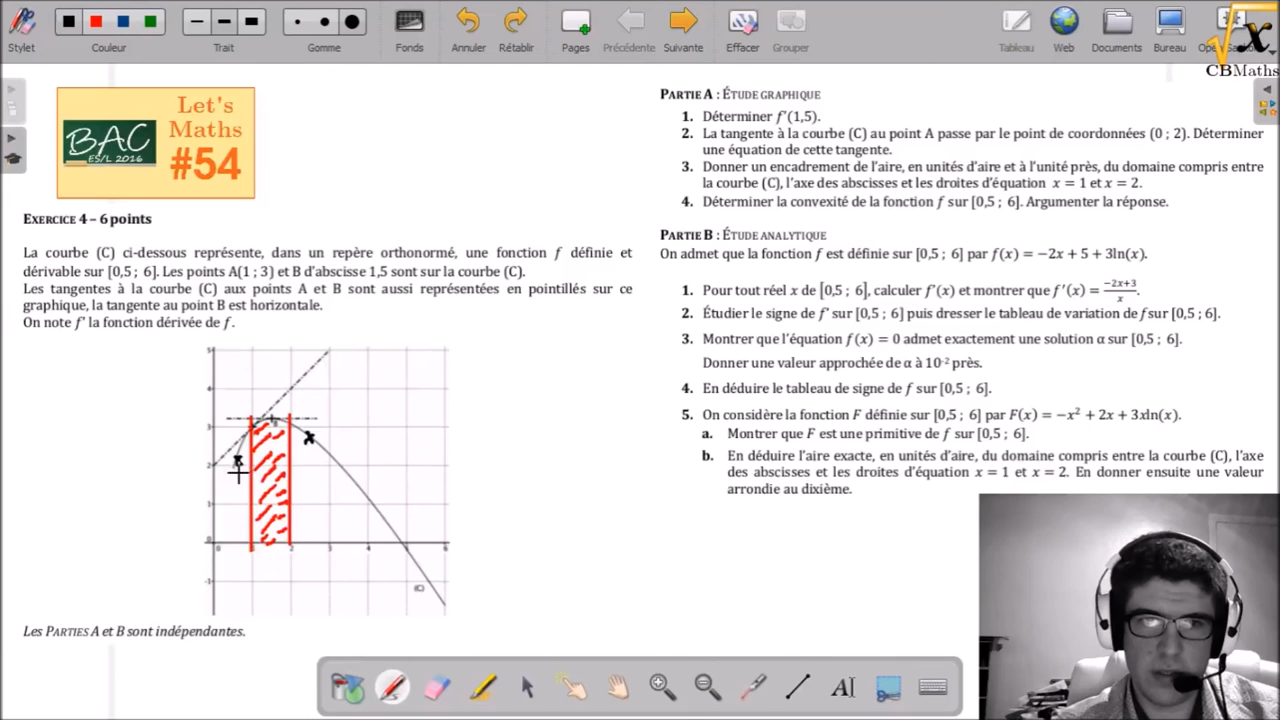 Stylet Couleur Trait Gomme Fonds Annuler Rétablir Pages Précédente Suivante Effacer Grouper Tableau Web Documents Bureau
CBMaths
Let's
Maths
#54
BAC
ES/L 2016
EXERCICE 4 – 6 points
La courbe (C) ci-dessous représente, dans un repère orthonormé, une fonction f définie et
dérivable sur [0,5 ; 6]. Les points A(1 ; 3) et B d'abscisse 1,5 sont sur la courbe (C).
Les tangentes à la courbe (C) aux points A et B sont aussi représentées en pointillés sur ce
graphique, la tangente au point B est horizontale.
On note f' la fonction dérivée de f.
5
4
3
2
1
0
0 2 3 4 5 6
-1
Les PARTIES A et B sont indépendantes.
PARTIE A : ÉTUDE GRAPHIQUE
1. Déterminer f'(1,5).
2. La tangente à la courbe (C) au point A passe par le point de coordonnées (0 ; 2). Déterminer
une équation de cette tangente.
3. Donner un encadrement de l'aire, en unités d'aire et à l'unité près, du domaine compris entre
la courbe (C), l'axe des abscisses et les droites d'équation x = 1 et x = 2.
4. Déterminer la convexité de la fonction f sur [0,5 ; 6]. Argumenter la réponse.
PARTIE B : ÉTUDE ANALYTIQUE
On admet que la fonction f est définie sur [0,5 ; 6] par f(x) = −2x + 5 + 3ln(x).
1. Pour tout réel x de [0,5 ; 6], calculer f'(x) et montrer que f'(x) = (−2x+3)/x.
2. Étudier le signe de f' sur [0,5 ; 6] puis dresser le tableau de variation de f sur [0,5 ; 6].
3. Montrer que l'équation f(x) = 0 admet exactement une solution α sur [0,5 ; 6].
Donner une valeur approchée de α à 10⁻² près.
4. En déduire le tableau de signe de f sur [0,5 ; 6].
5. On considère la fonction F définie sur [0,5 ; 6] par F(x) = −x² + 2x + 3xln(x).
a. Montrer que F est une primitive de f sur [0,5 ; 6].
b. En déduire l'aire exacte, en unités d'aire, du domaine compris entre la courbe (C), l'axe
des abscisses et les droites d'équation x = 1 et x = 2. En donner ensuite une valeur
arrondie au dixième.